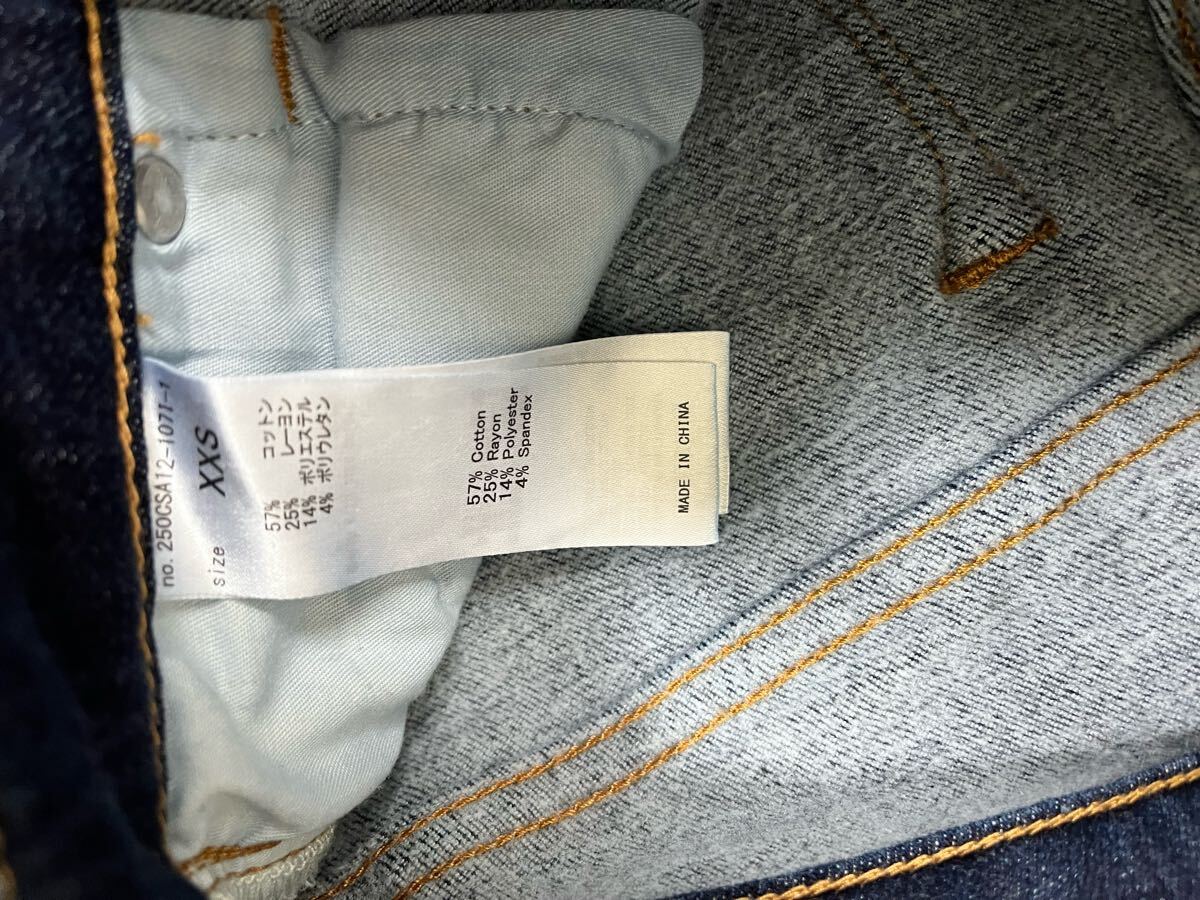 no. 250GSA12-1071-1
size XXS
57% コットン
25% レーヨン
14% ポリエステル
4% ポリウレタン
57% Cotton
25% Rayon
14% Polyester
4% Spandex
MADE IN CHINA